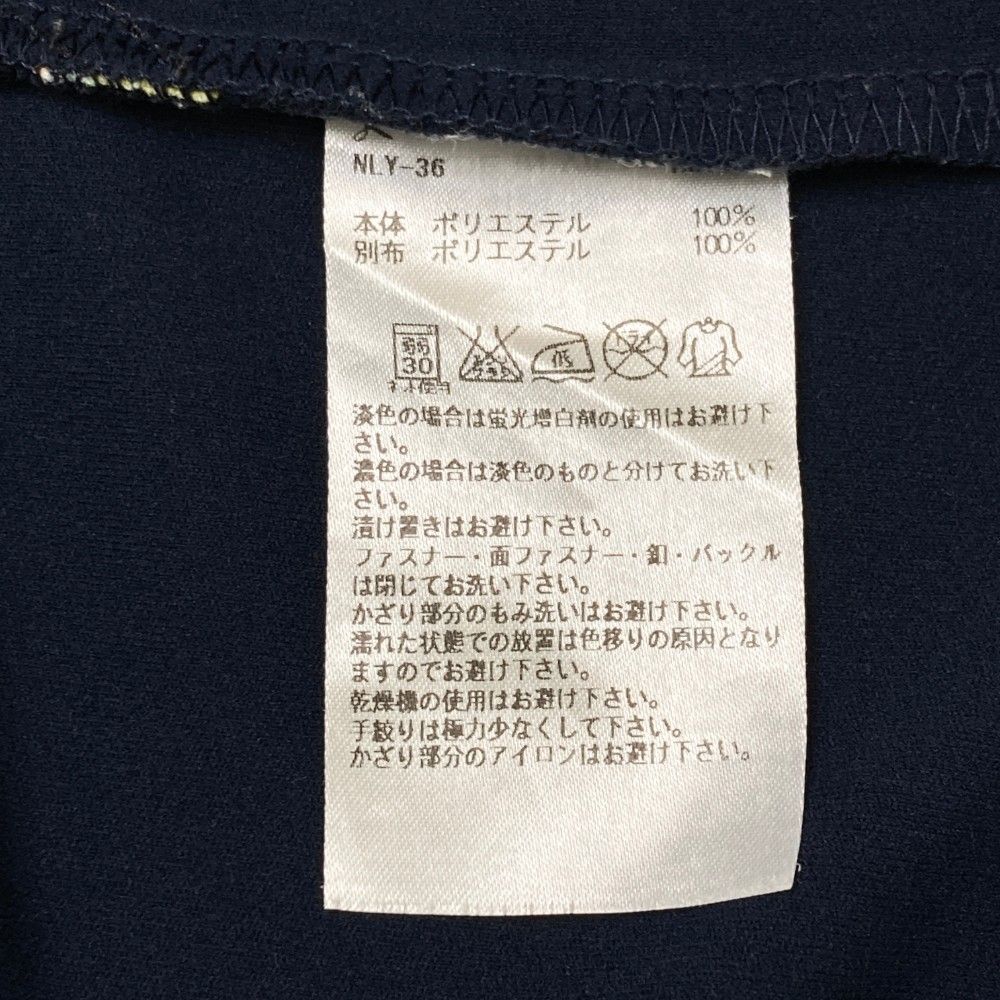 NLY-36
本体 ポリエステル 100%
別布 ポリエステル 100%
弱 30 低
ネット使用
淡色の場合は蛍光増白剤の使用はお避け下
さい。
濃色の場合は淡色のものと分けてお洗い下
さい。
漬け置きはお避け下さい。
ファスナー・面ファスナー・釦・バックル
は閉じてお洗い下さい。
かざり部分のもみ洗いはお避け下さい。
濡れた状態での放置は色移りの原因となり
ますのでお避け下さい。
乾燥機の使用はお避け下さい。
手絞りは極力少なくして下さい。
かざり部分のアイロンはお避け下さい。